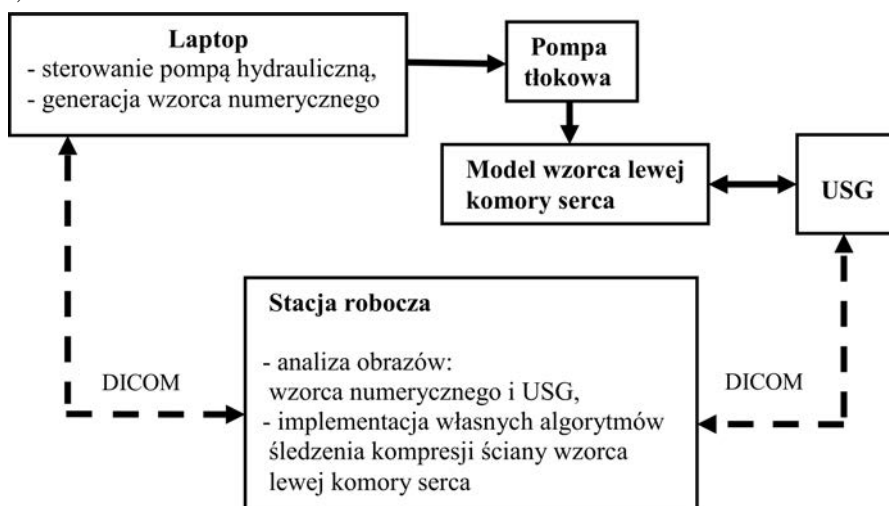 Laptop
- sterowanie pompą hydrauliczną,
- generacja wzorca numerycznego
Pompa
tłokowa
Model wzorca lewej
komory serca
USG
Stacja robocza
- analiza obrazów:
wzorca numerycznego i USG,
- implementacja własnych algorytmów
śledzenia kompresji ściany wzorca
lewej komory serca
DICOM
DICOM